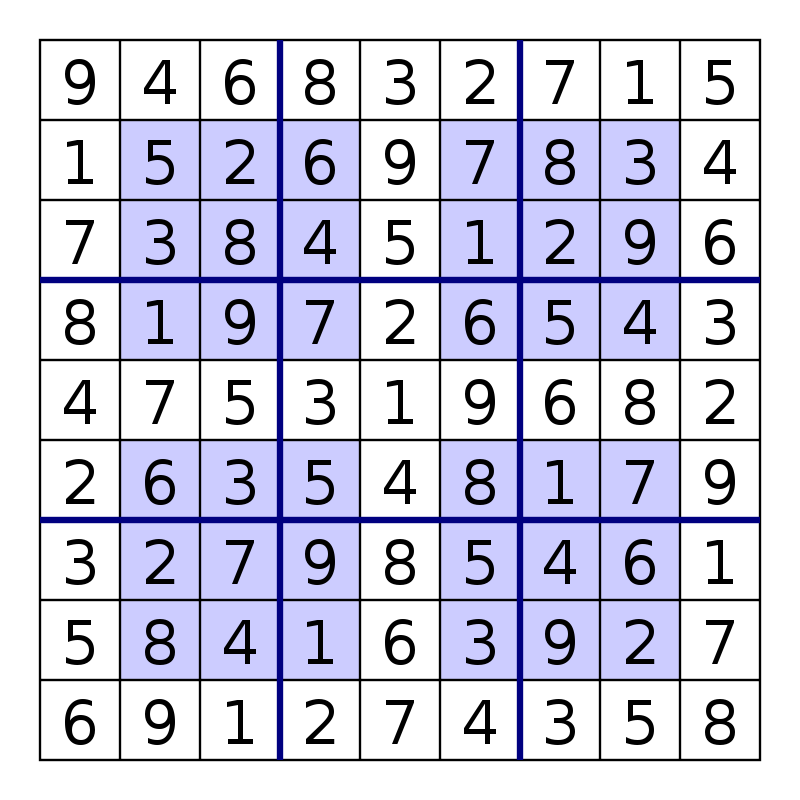 9 4 6 8 3 2 7 1 5
1 5 2 6 9 7 8 3 4
7 3 8 4 5 1 2 9 6
8 1 9 7 2 6 5 4 3
4 7 5 3 1 9 6 8 2
2 6 3 5 4 8 1 7 9
3 2 7 9 8 5 4 6 1
5 8 4 1 6 3 9 2 7
6 9 1 2 7 4 3 5 8